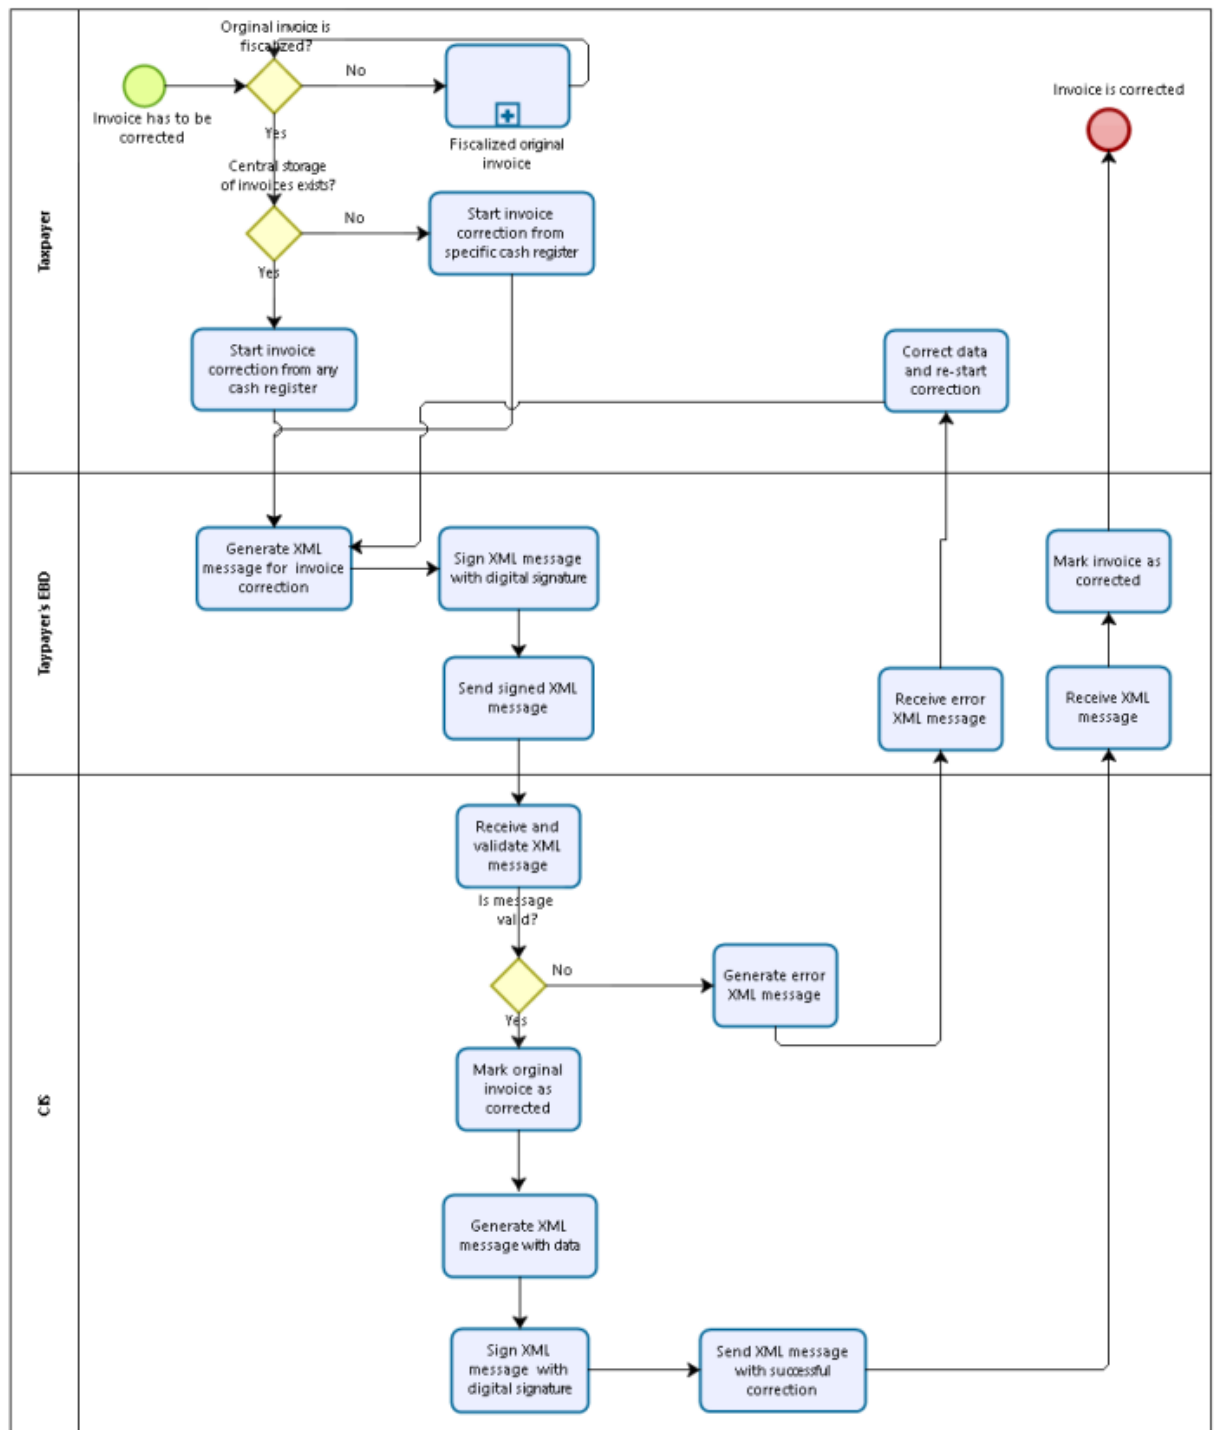 Orginal invoice is
fiscalized?
No
Invoice has to be
corrected
Yes
Fiscalized original
invoice
Invoice is corrected
Central storage
of invoices exists?
No
Start invoice
correction from
specific cash register
Yes
Taxpayer
Start invoice
correction from any
cash register
Correct data
and re-start
correction
Generate XML
message for invoice
correction
Sign XML message
with digital signature
Mark invoice as
corrected
Taypayer's EBD
Send signed XML
message
Receive error
XML message
Receive XML
message
Receive and
validate XML
message
Is message
valid?
No
Generate error
XML message
Yes
Mark orginal
invoice as
corrected
CIS
Generate XML
message with data
Sign XML
message with
digital signature
Send XML message
with successful
correction